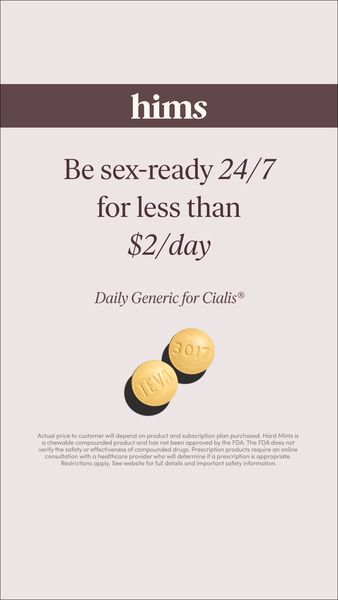 hims
Be sex-ready 24/7
for less than
$2/day
Daily Generic for Cialis®
3017
TEVA
Actual price to customer will depend on product and subscription plan purchased. Hard Mints is
a chewable compounded product and has not been approved by the FDA. The FDA does not
verify the safety or effectiveness of compounded drugs. Prescription products require an online
consultation with a healthcare provider who will determine if a prescription is appropriate.
Restrictions apply. See website for full details and important safety information.